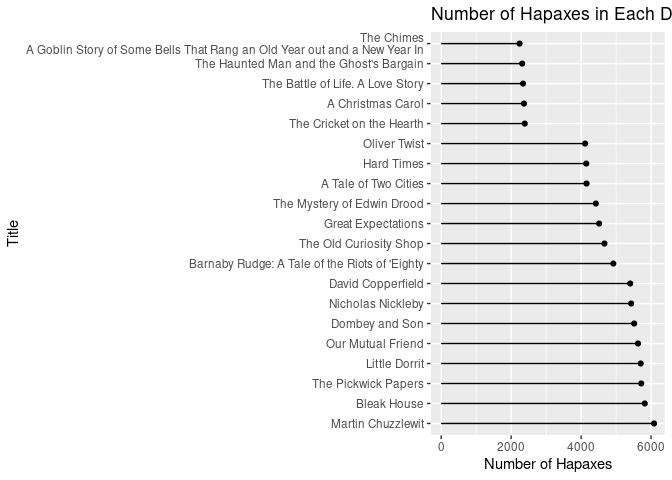 Number of Hapaxes in Each D
The Chimes
A Goblin Story of Some Bells That Rang an Old Year out and a New Year In
The Haunted Man and the Ghost's Bargain
The Battle of Life. A Love Story
A Christmas Carol
The Cricket on the Hearth
Oliver Twist
Hard Times
A Tale of Two Cities
The Mystery of Edwin Drood
Great Expectations
The Old Curiosity Shop
Barnaby Rudge: A Tale of the Riots of 'Eighty
David Copperfield
Nicholas Nickleby
Dombey and Son
Our Mutual Friend
Little Dorrit
The Pickwick Papers
Bleak House
Martin Chuzzlewit
Title
0 2000 4000 6000
Number of Hapaxes